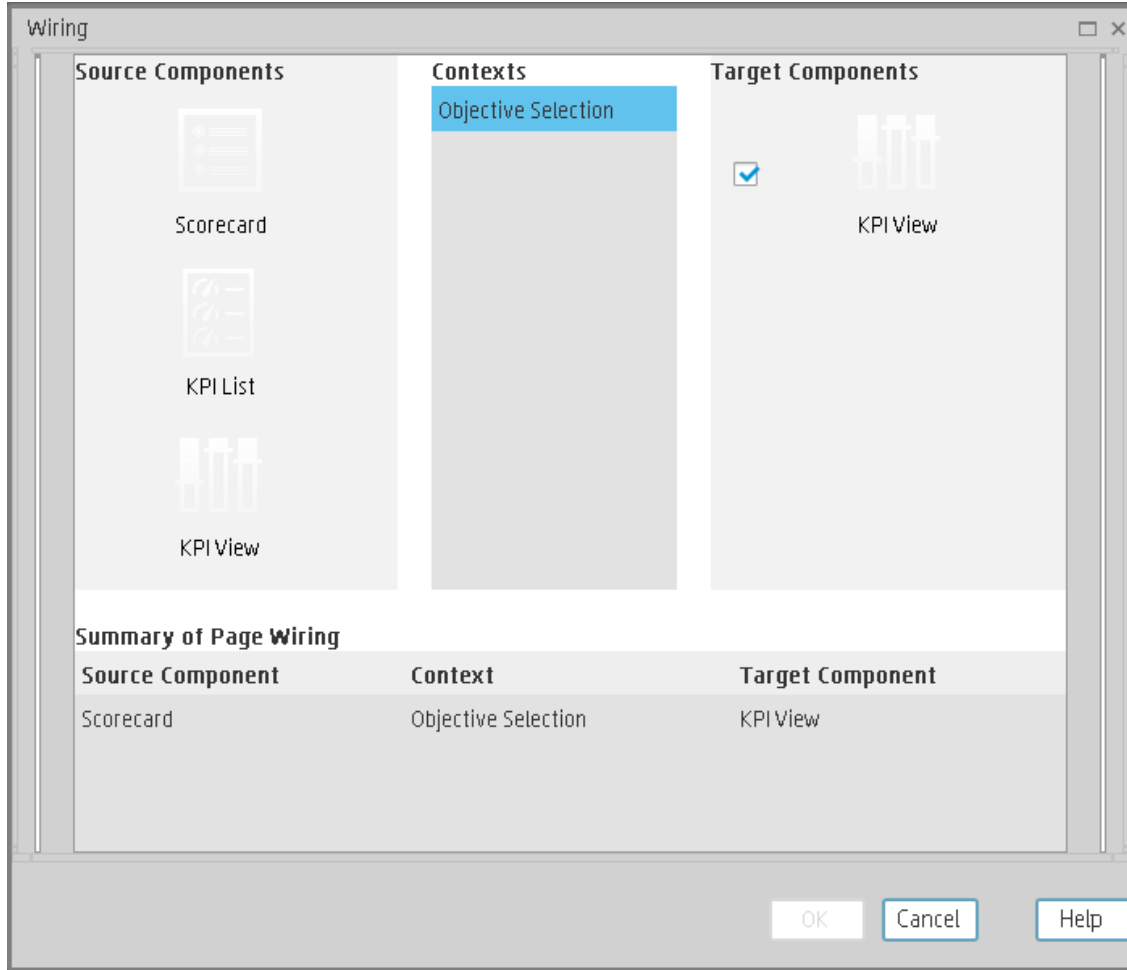 Wiring
Source Components
Contexts
Target Components
Objective Selection
Scorecard
KPI List
KPI View
KPI View
Summary of Page Wiring
Source Component Context Target Component
Scorecard Objective Selection KPI View
OK Cancel Help